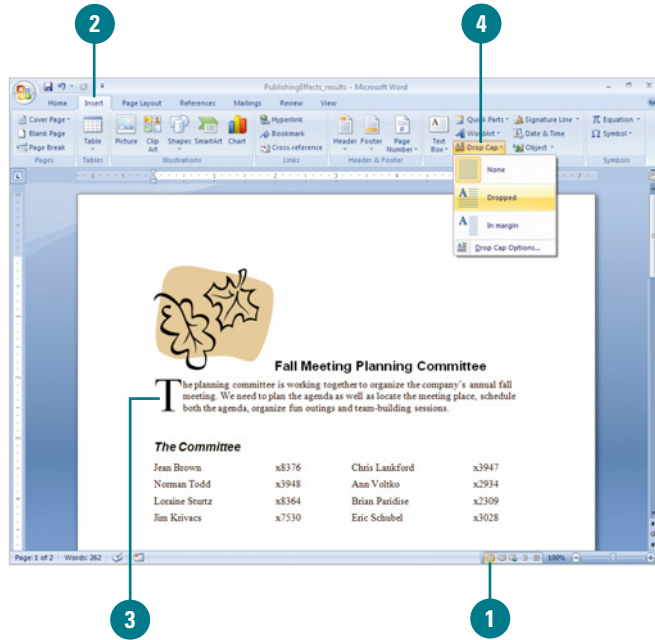 2
4
PublishingEffects_results - Microsoft Word
Home Insert Page Layout References Mailings Review View
Cover Page
Blank Page
Page Break
Pages
Table
Tables
Picture Clip Art Shapes SmartArt Chart
Illustrations
Hyperlink
Bookmark
Cross-reference
Links
Header Footer Page Number
Header & Footer
Text Box
Quick Parts
WordArt
Drop Cap
Signature Line
Date & Time
Object
Equation
Symbol
Symbols
None
Dropped
In margin
Drop Cap Options...
Fall Meeting Planning Committee
The planning committee is working together to organize the company's annual fall
meeting. We need to plan the agenda as well as locate the meeting place, schedule
both the agenda, organize fun outings and team-building sessions.
The Committee
Jean Brown x8376 Chris Lankford x3947
Norman Todd x3948 Ann Voltko x2934
Loraine Sturtz x8364 Brian Paridise x2309
Jim Krivacs x7530 Eric Schubel x3028
Page: 1 of 2 Words: 262 100%
3
1